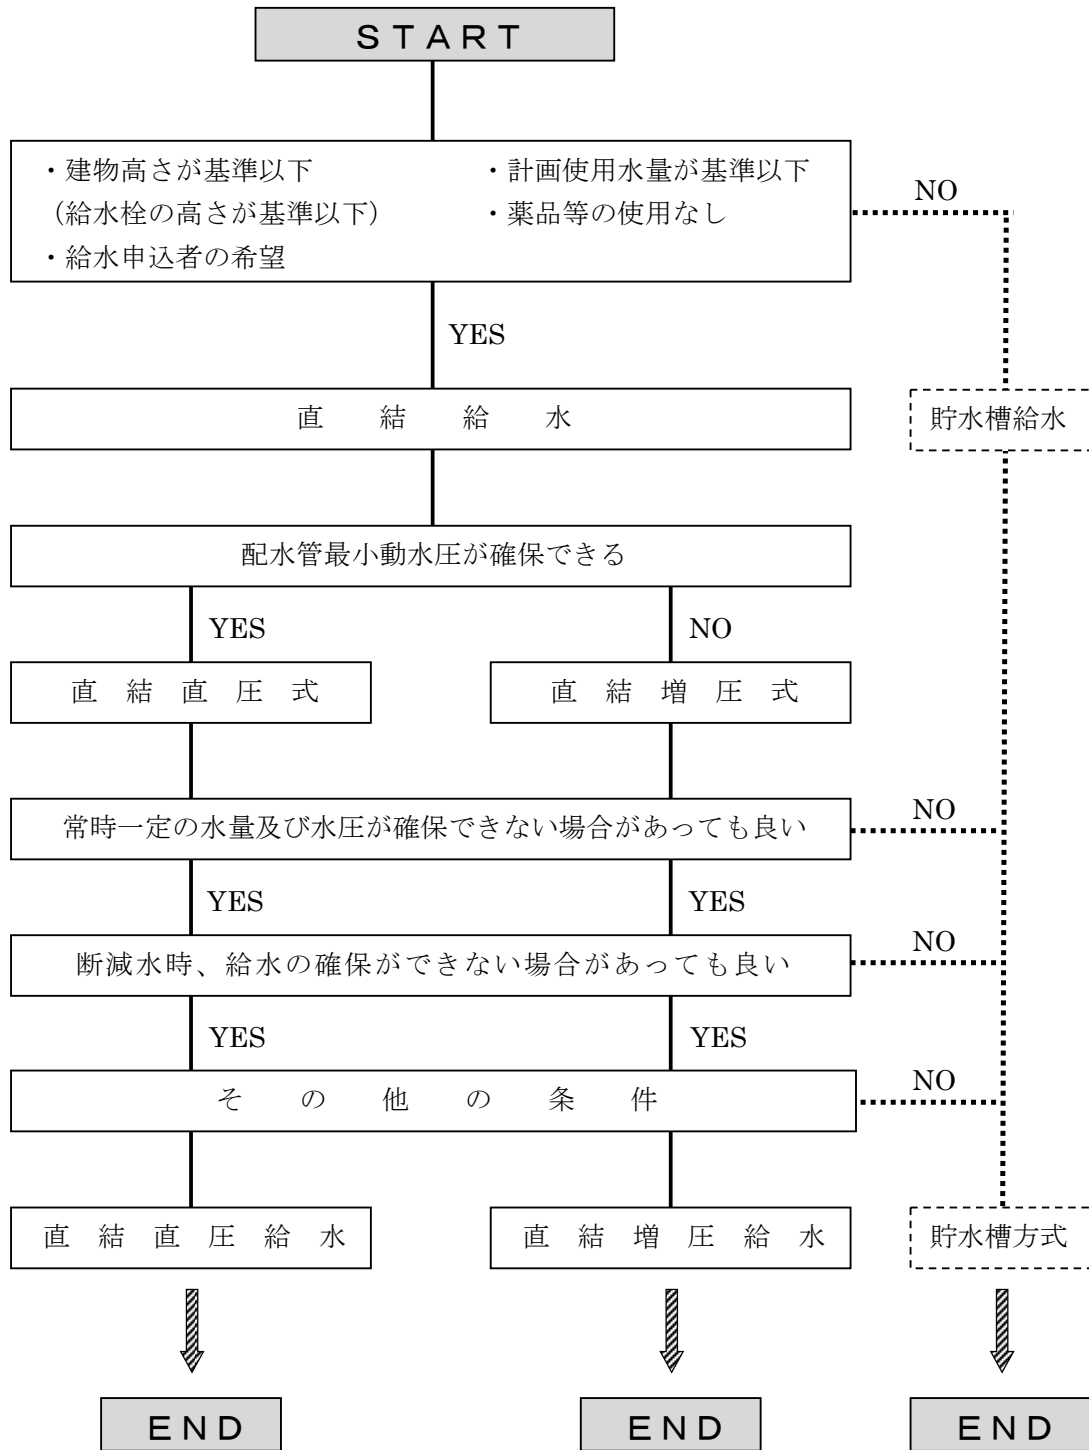 START
・建物高さが基準以下
・計画使用水量が基準以下
（給水栓の高さが基準以下）
・薬品等の使用なし
・給水申込者の希望
NO
YES
直結給水
貯水槽給水
配水管最小動水圧が確保できる
YES
NO
直結直圧式
直結増圧式
常時一定の水量及び水圧が確保できない場合があっても良い
NO
YES
YES
断減水時、給水の確保ができない場合があっても良い
NO
YES
YES
その他の条件
NO
直結直圧給水
直結増圧給水
貯水槽方式
END
END
END